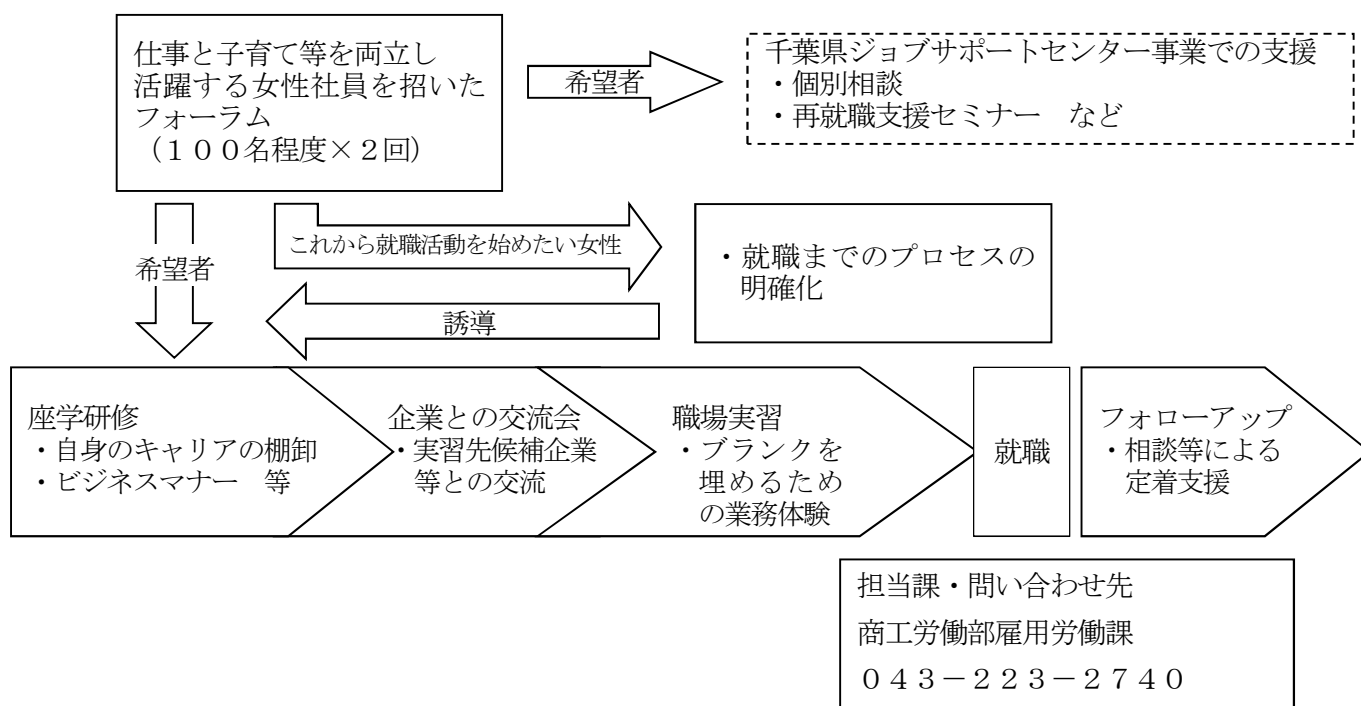 仕事と子育て等を両立し
活躍する女性社員を招いた
フォーラム
（１００名程度×２回）
希望者
千葉県ジョブサポートセンター事業での支援
・個別相談
・再就職支援セミナー　など
希望者
これから就職活動を始めたい女性
誘導
・就職までのプロセスの
明確化
座学研修
・自身のキャリアの棚卸
・ビジネスマナー　等
企業との交流会
・実習先候補企業
等との交流
職場実習
・ブランクを
埋めるため
の業務体験
就職
フォローアップ
・相談等による
定着支援
担当課・問い合わせ先
商工労働部雇用労働課
０４３－２２３－２７４０